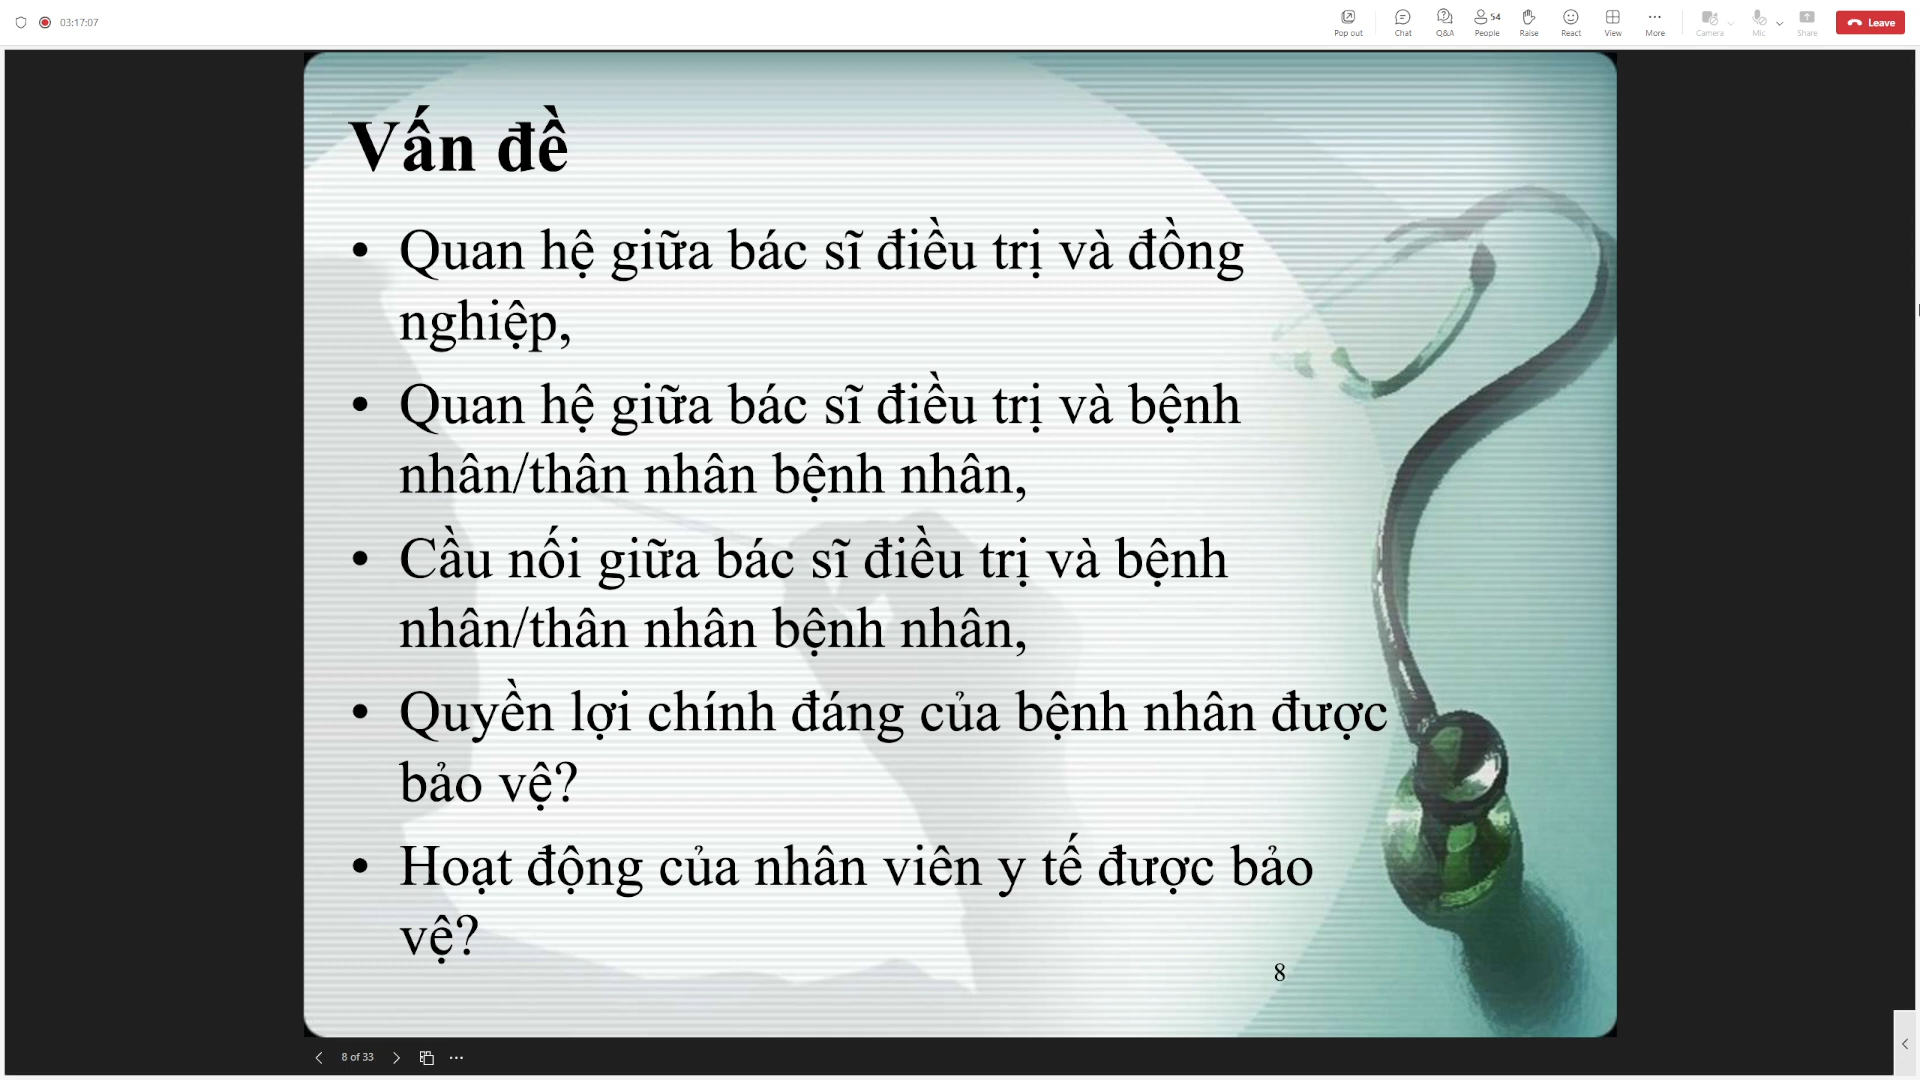 03:17:07
Pop out
Chat
Q&A
54
People
Raise
React
View
More
Camera
Mic
Share
Leave
Vấn đề
• Quan hệ giữa bác sĩ điều trị và đồng
nghiệp,
• Quan hệ giữa bác sĩ điều trị và bệnh
nhân/thân nhân bệnh nhân,
• Cầu nối giữa bác sĩ điều trị và bệnh
nhân/thân nhân bệnh nhân,
• Quyền lợi chính đáng của bệnh nhân được
bảo vệ?
• Hoạt động của nhân viên y tế được bảo
vệ?
8
8 of 33